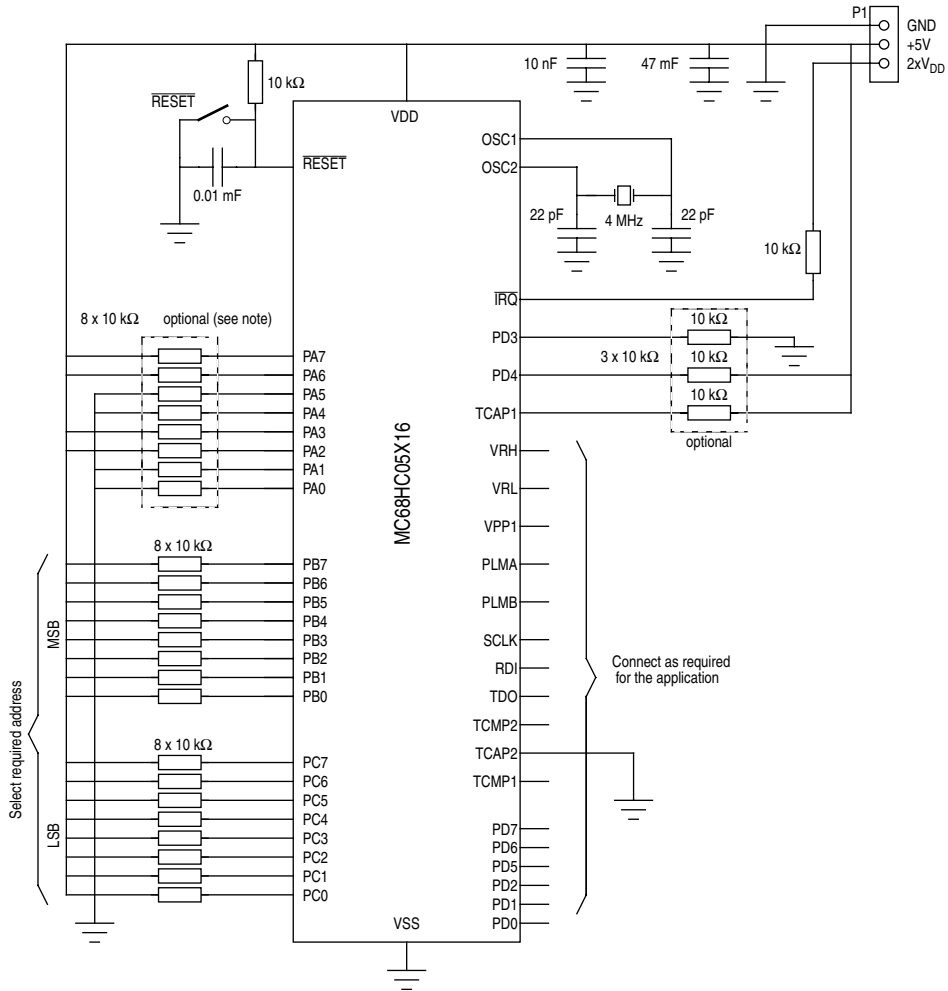 P1
GND
+5V
2xVDD
10 nF
47 mF
10 kΩ
RESET
VDD
OSC1
RESET
OSC2
0.01 mF
22 pF
4 MHz
22 pF
10 kΩ
IRQ
8 x 10 kΩ
optional (see note)
10 kΩ
PD3
3 x 10 kΩ
10 kΩ
PD4
10 kΩ
TCAP1
optional
PA7
PA6
PA5
PA4
PA3
PA2
PA1
PA0
MC68HC05X16
VRH
VRL
VPP1
PLMA
PLMB
SCLK
RDI
TDO
TCMP2
TCAP2
TCMP1
PD7
PD6
PD5
PD2
PD1
PD0
Connect as required
for the application
8 x 10 kΩ
PB7
PB6
PB5
PB4
PB3
PB2
PB1
PB0
MSB
Select required address
LSB
8 x 10 kΩ
PC7
PC6
PC5
PC4
PC3
PC2
PC1
PC0
VSS